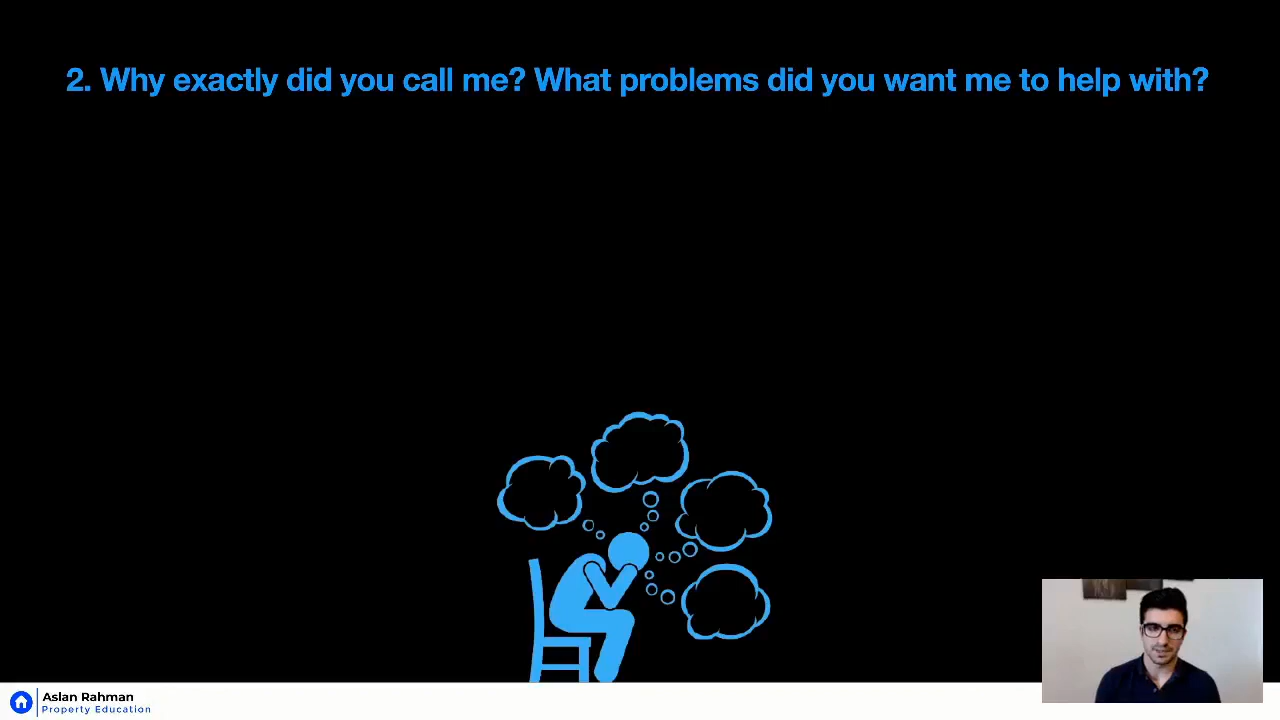 2. Why exactly did you call me? What problems did you want me to help with?
Aslan Rahman
Property Education